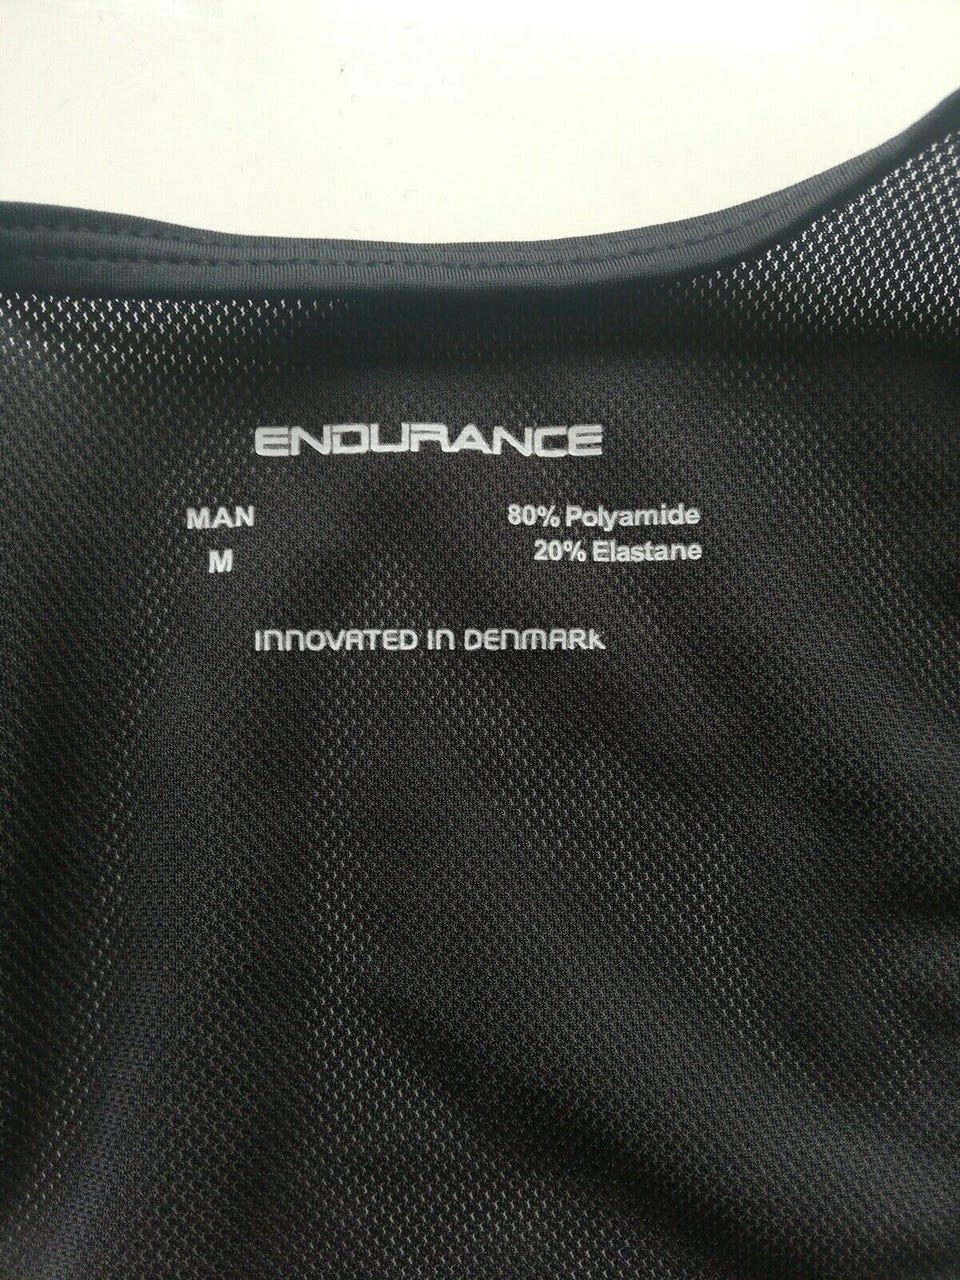 ENDURANCE
MAN
M
80% Polyamide
20% Elastane
INNOVATED IN DENMARK